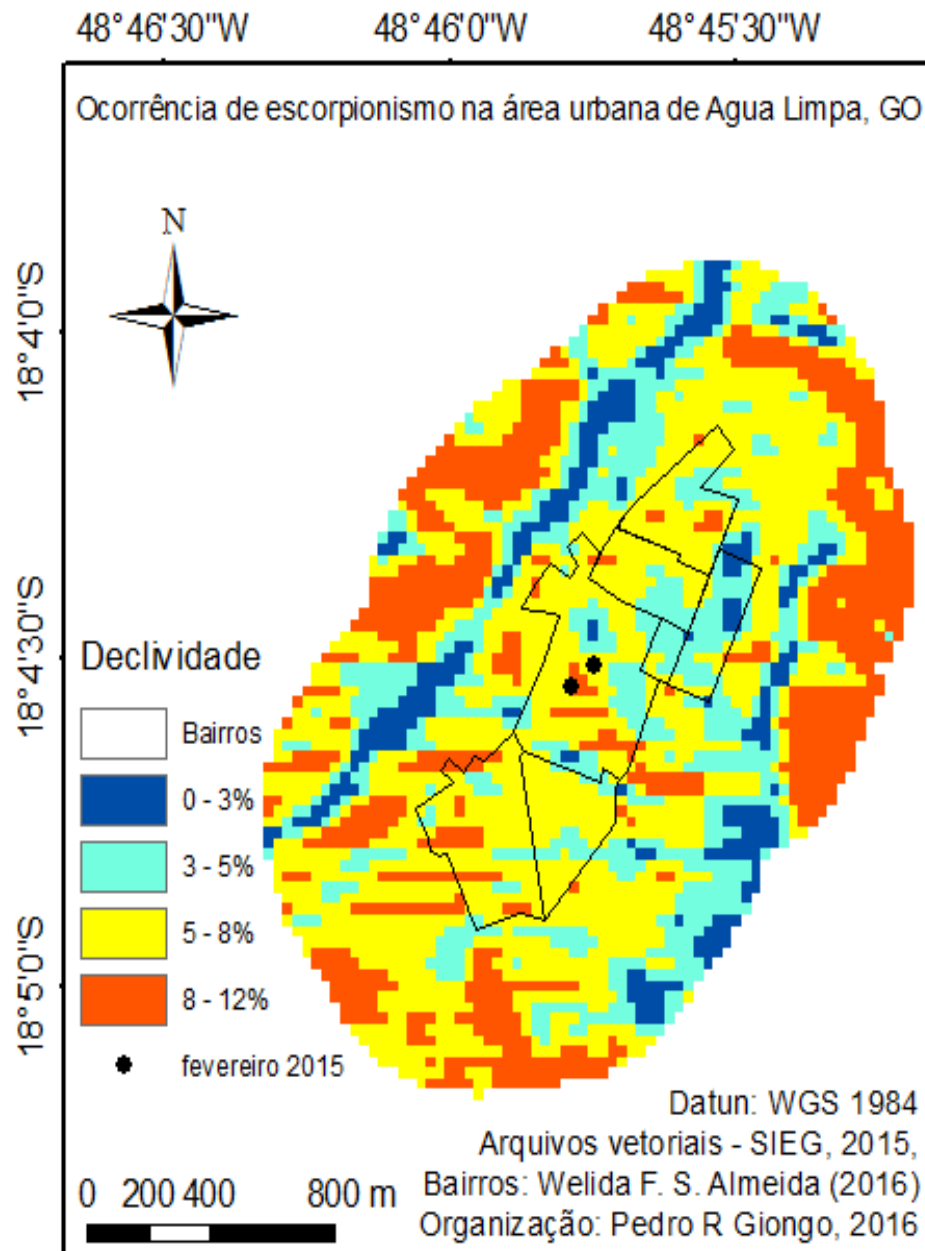 48°46'30"W 48°46'0"W 48°45'30"W
Ocorrência de escorpionismo na área urbana de Agua Limpa, GO
N
18°4'0"S
18°4'30"S
18°5'0"S
Declividade
Bairros
0 - 3%
3 - 5%
5 - 8%
8 - 12%
fevereiro 2015
0 200 400 800 m
Datun: WGS 1984
Arquivos vetoriais - SIEG, 2015,
Bairros: Welida F. S. Almeida (2016)
Organização: Pedro R Giongo, 2016